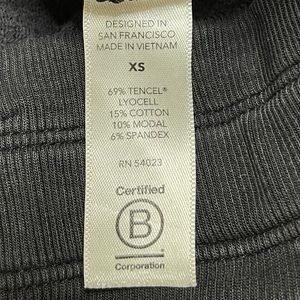 DESIGNED IN
SAN FRANCISCO
MADE IN VIETNAM
XS
69% TENCEL®
LYOCELL
15% COTTON
10% MODAL
6% SPANDEX
RN 54023
Certified
B
Corporation